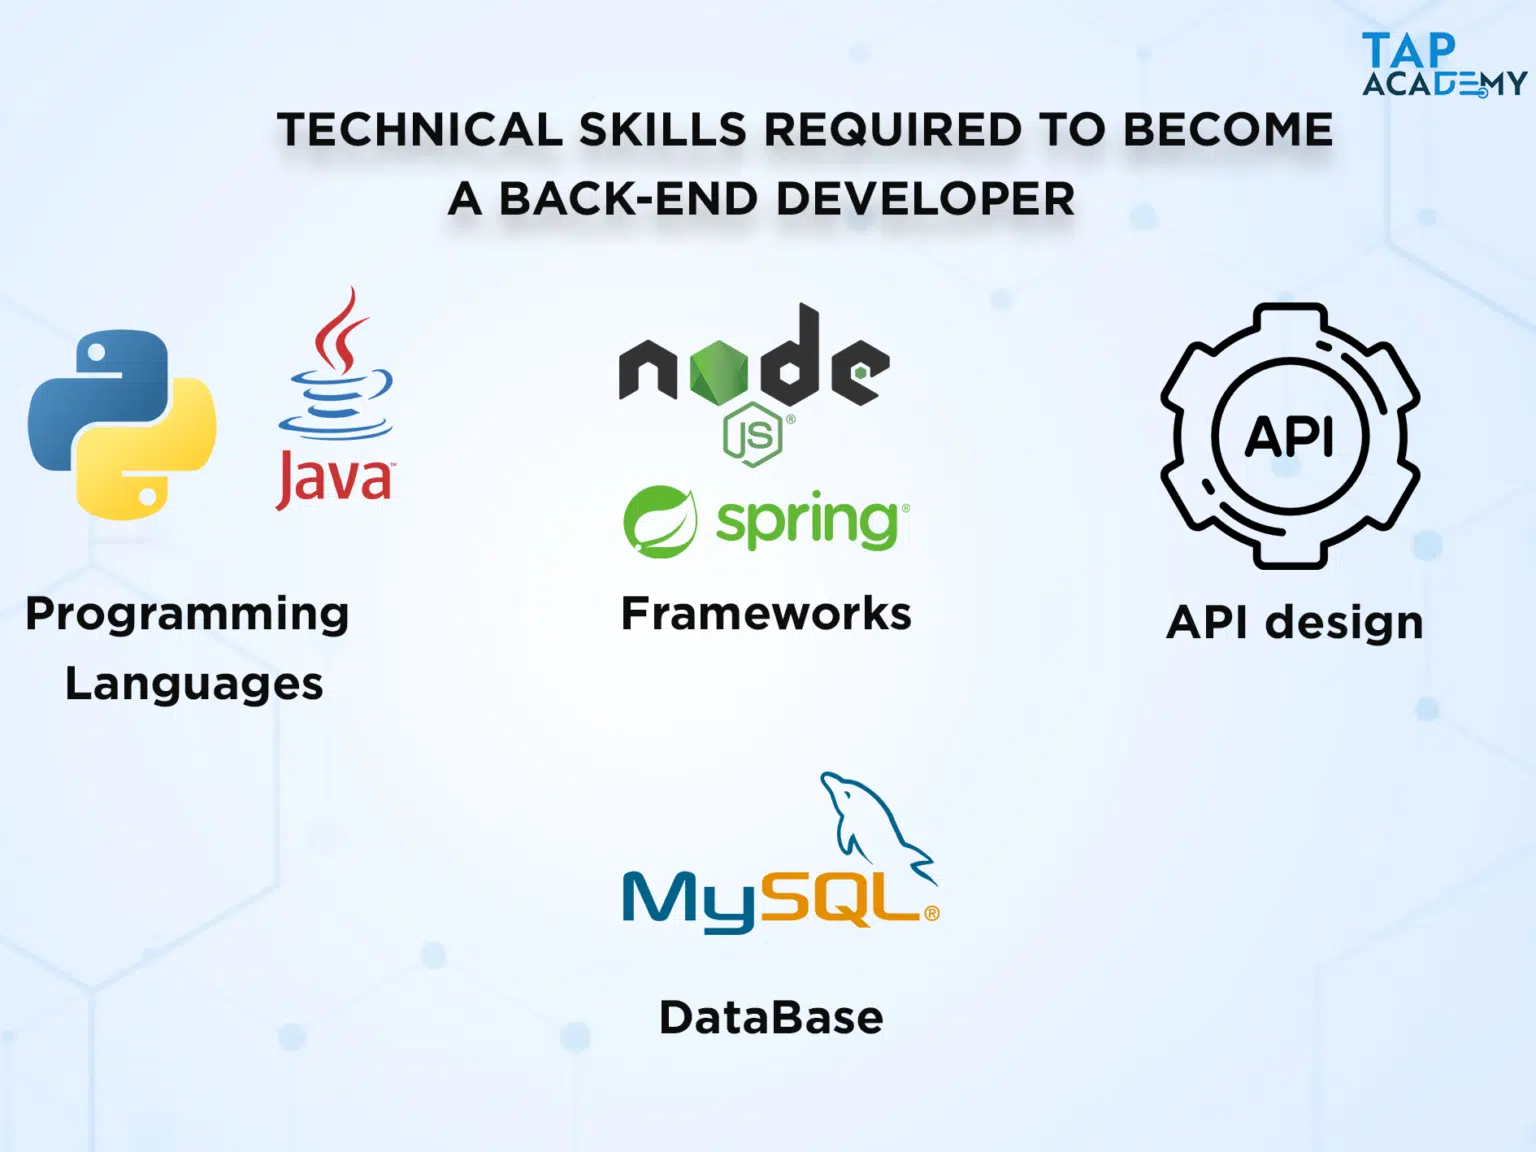 TAP
ACADEMY
TECHNICAL SKILLS REQUIRED TO BECOME
A BACK-END DEVELOPER
Java™
node
JS®
spring®
API
Programming
Languages
Frameworks
API design
MySQL®
DataBase